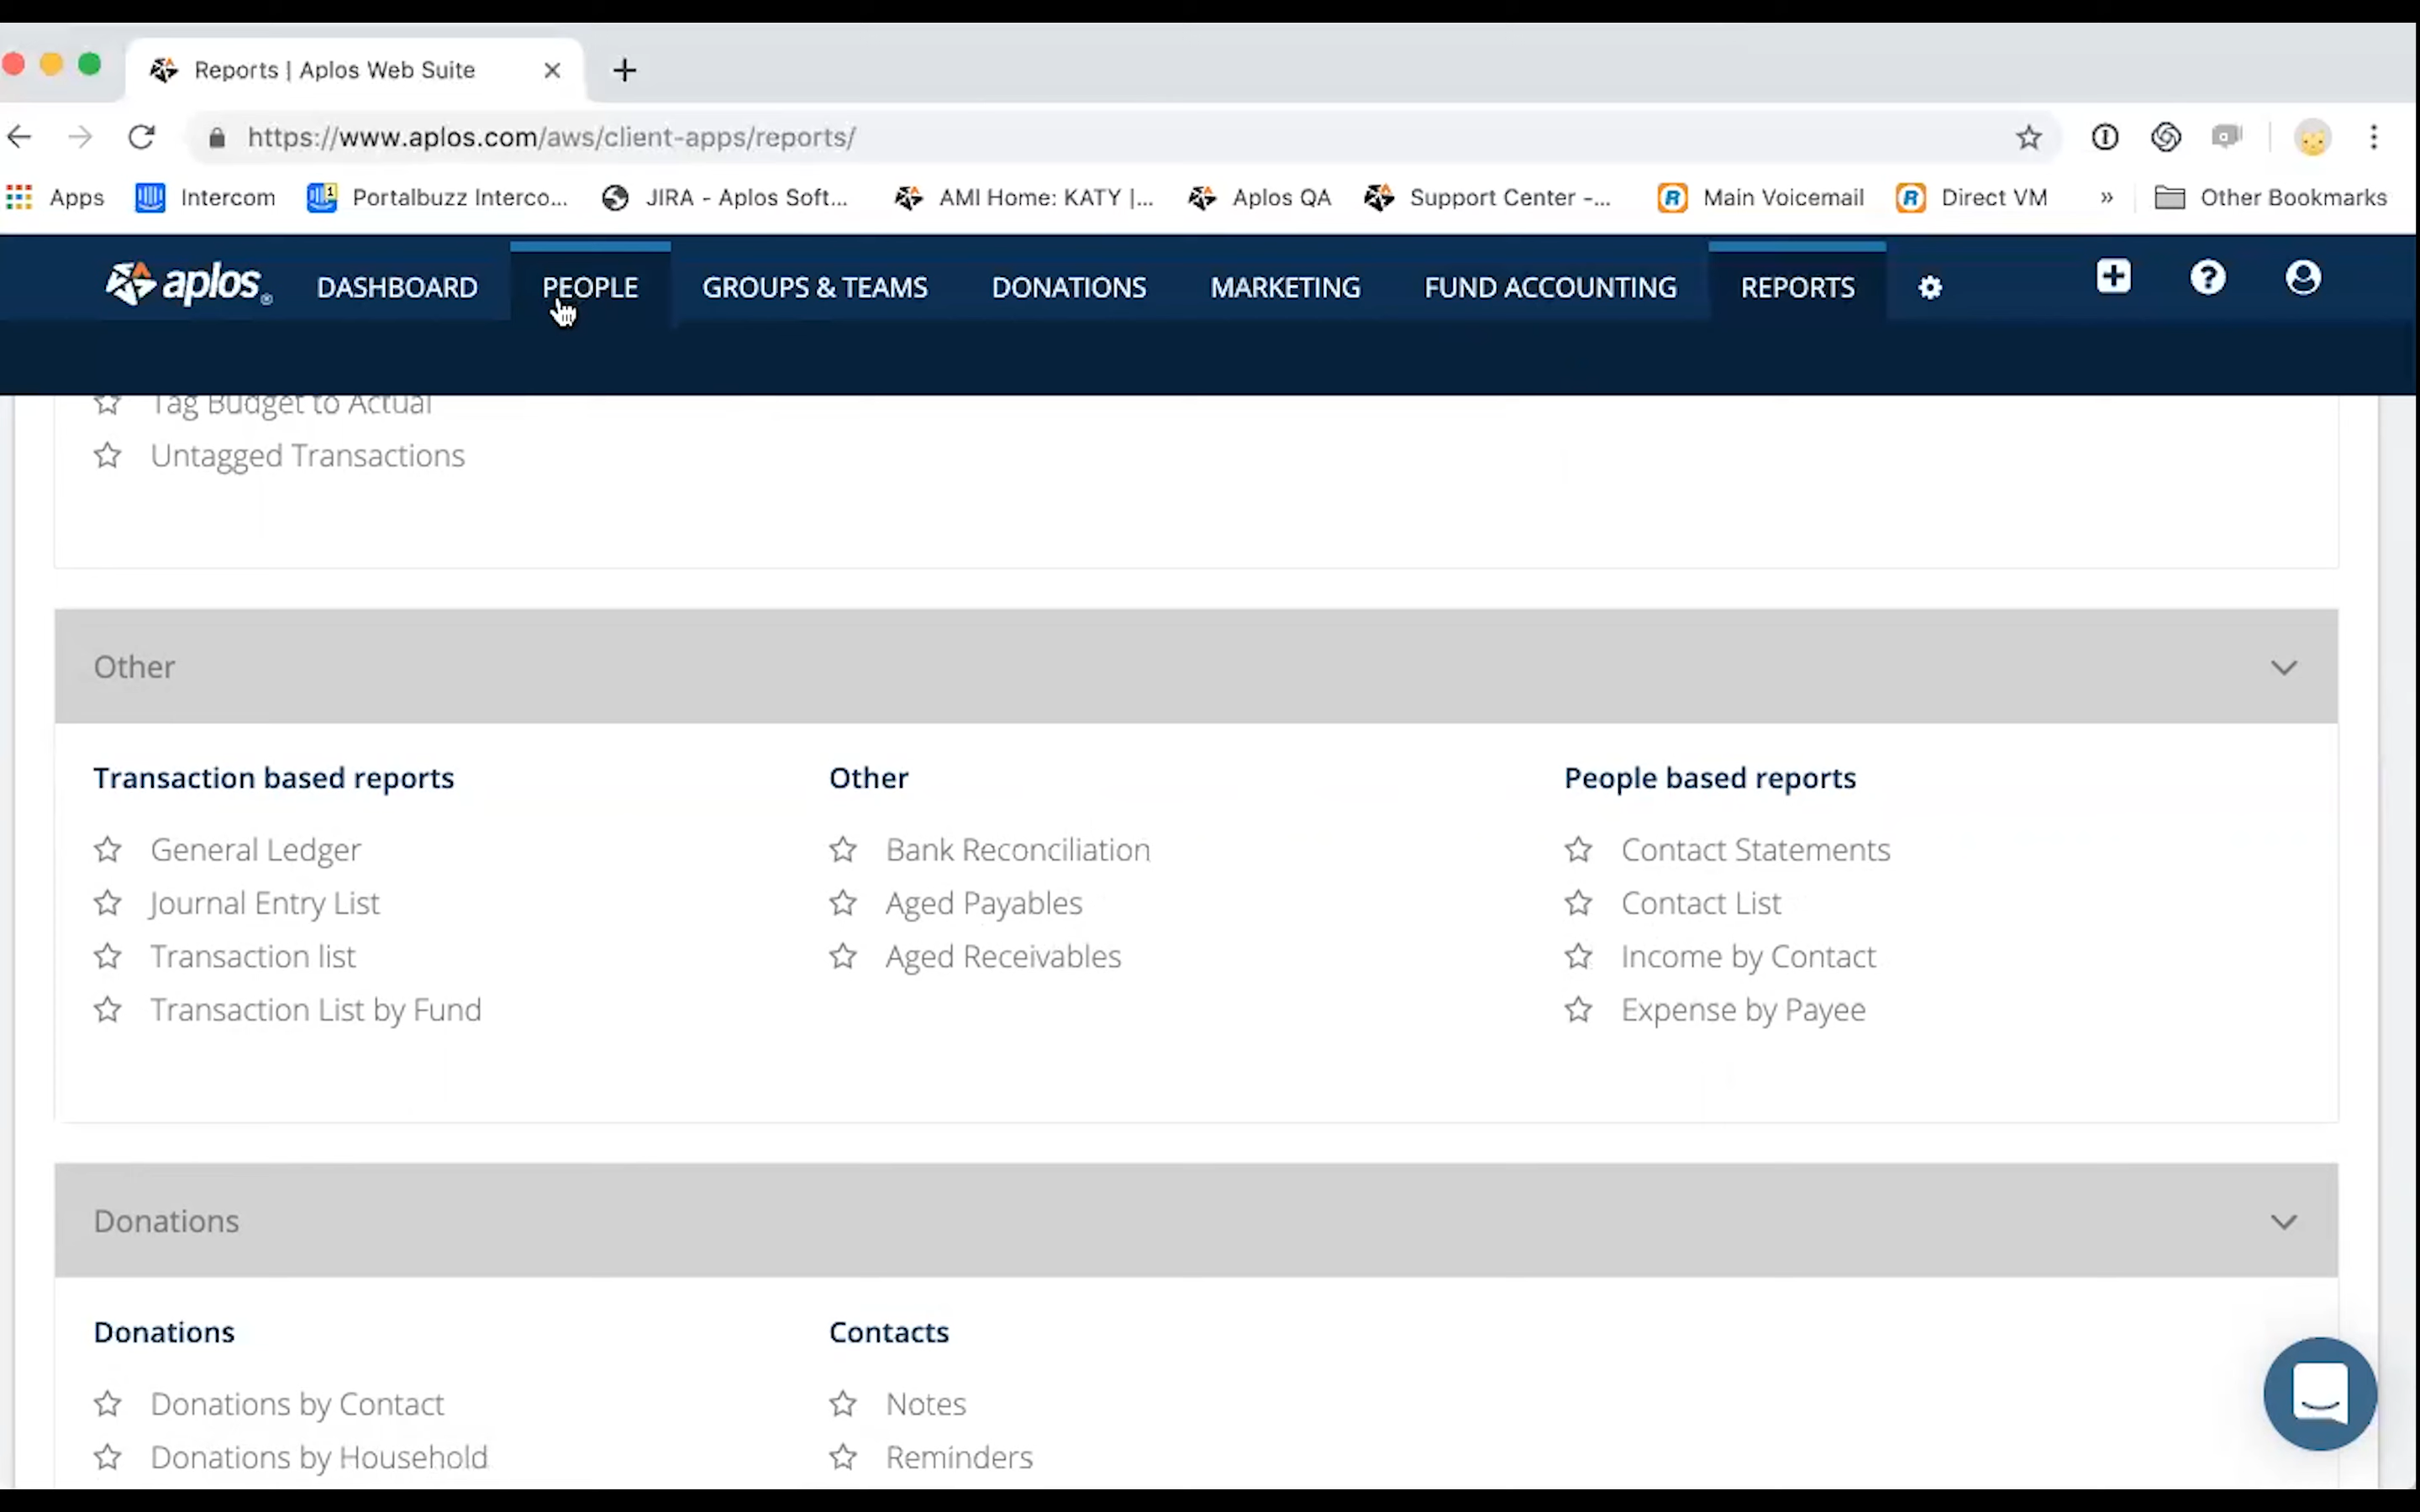 Reports | Aplos Web Suite
https://www.aplos.com/aws/client-apps/reports/
Apps Intercom Portalbuzz Interco... JIRA - Aplos Soft... AMI Home: KATY |... Aplos QA Support Center -... Main Voicemail Direct VM » Other Bookmarks
aplos® DASHBOARD PEOPLE GROUPS & TEAMS DONATIONS MARKETING FUND ACCOUNTING REPORTS
Tag Budget to Actual
Untagged Transactions
Other
Transaction based reports
General Ledger
Journal Entry List
Transaction list
Transaction List by Fund
Other
Bank Reconciliation
Aged Payables
Aged Receivables
People based reports
Contact Statements
Contact List
Income by Contact
Expense by Payee
Donations
Donations
Donations by Contact
Donations by Household
Contacts
Notes
Reminders